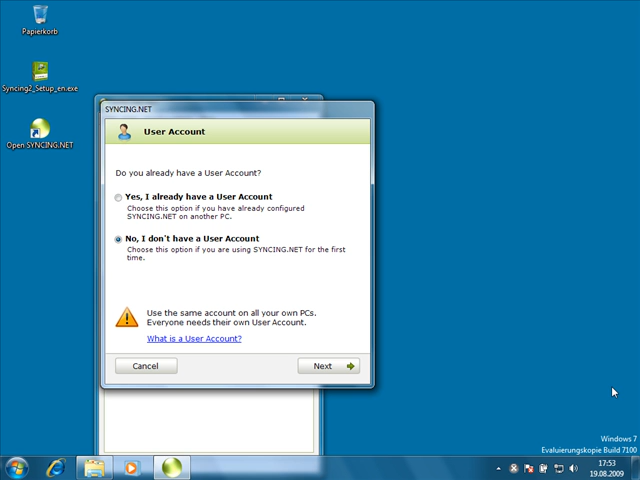 Papierkorb
Syncing2_Setup_en.exe
Open SYNCING.NET
SYNCING.NET
User Account
Do you already have a User Account?
Yes, I already have a User Account
Choose this option if you have already configured
SYNCING.NET on another PC.
No, I don't have a User Account
Choose this option if you are using SYNCING.NET for the first
time.
Use the same account on all your own PCs.
Everyone needs their own User Account.
What is a User Account?
Cancel
Next
Windows 7
Evaluierungskopie Build 7100
17:53
19.08.2009